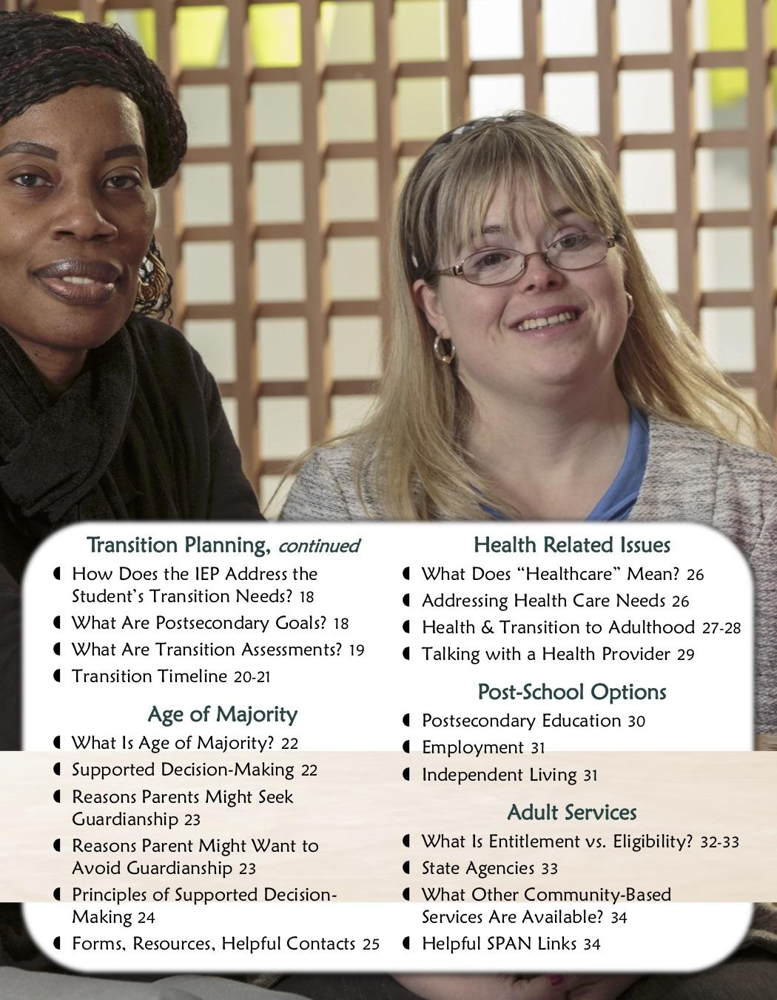 Transition Planning, continued
How Does the IEP Address the
Student's Transition Needs? 18
What Are Postsecondary Goals? 18
What Are Transition Assessments? 19
Transition Timeline 20-21
Age of Majority
What Is Age of Majority? 22
Supported Decision-Making 22
Reasons Parents Might Seek
Guardianship 23
Reasons Parent Might Want to
Avoid Guardianship 23
Principles of Supported Decision-
Making 24
Forms, Resources, Helpful Contacts 25
Health Related Issues
What Does “Healthcare” Mean? 26
Addressing Health Care Needs 26
Health & Transition to Adulthood 27-28
Talking with a Health Provider 29
Post-School Options
Postsecondary Education 30
Employment 31
Independent Living 31
Adult Services
What Is Entitlement vs. Eligibility? 32-33
State Agencies 33
What Other Community-Based
Services Are Available? 34
Helpful SPAN Links 34